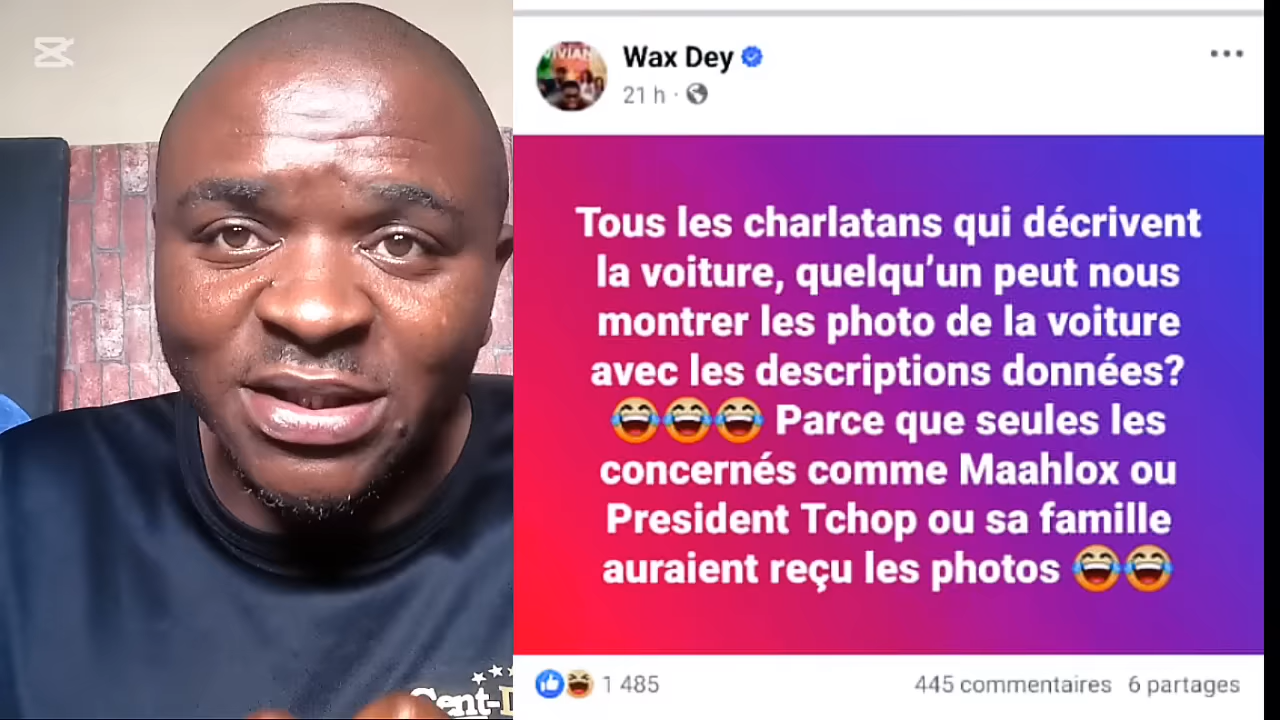 VIVIAN
Wax Dey
21 h ·
Tous les charlatans qui décrivent
la voiture, quelqu’un peut nous
montrer les photo de la voiture
avec les descriptions données?
😂😂😂 Parce que seules les
concernés comme Maahlox ou
President Tchop ou sa famille
auraient reçu les photos 😂😂
1 485
445 commentaires 6 partages